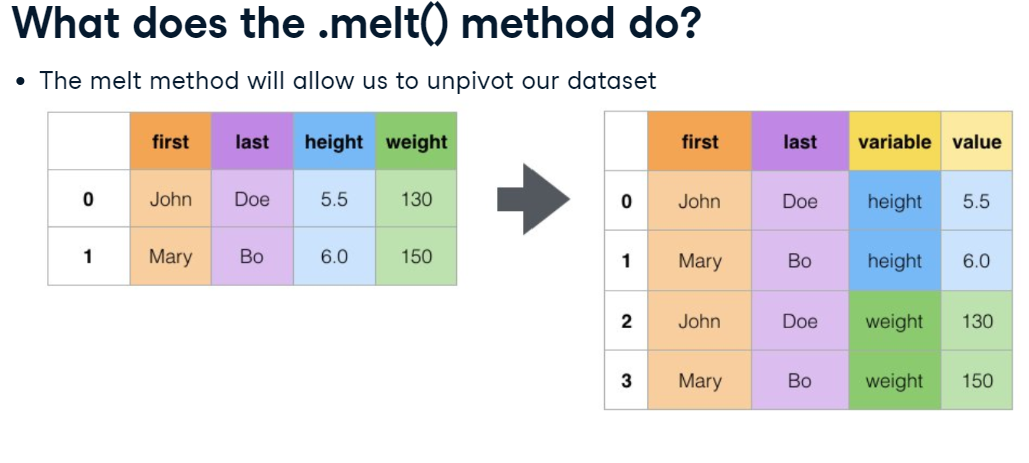 What does the .melt() method do?
• The melt method will allow us to unpivot our dataset
first last height weight
0 John Doe 5.5 130
1 Mary Bo 6.0 150
first last variable value
0 John Doe height 5.5
1 Mary Bo height 6.0
2 John Doe weight 130
3 Mary Bo weight 150